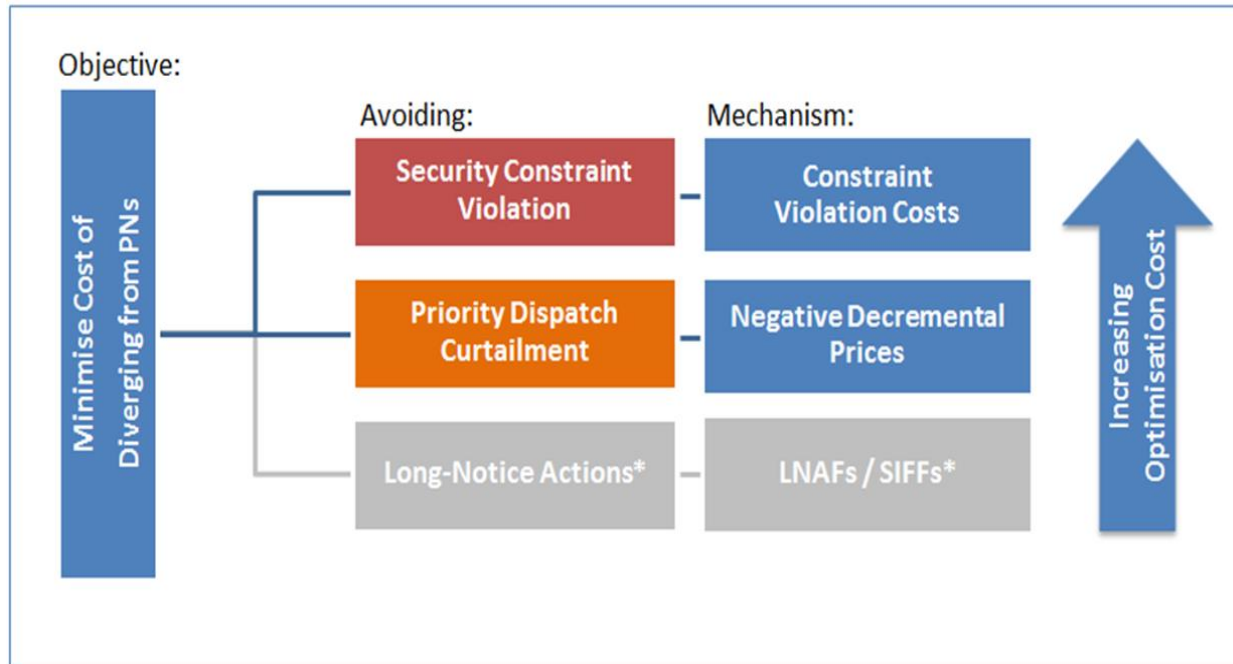 Objective:
Minimise Cost of
Diverging from PNs
Avoiding:
Mechanism:
Security Constraint
Violation
Constraint
Violation Costs
Priority Dispatch
Curtailment
Negative Decremental
Prices
Long-Notice Actions*
LNAFs / SIFFs*
Increasing
Optimisation Cost